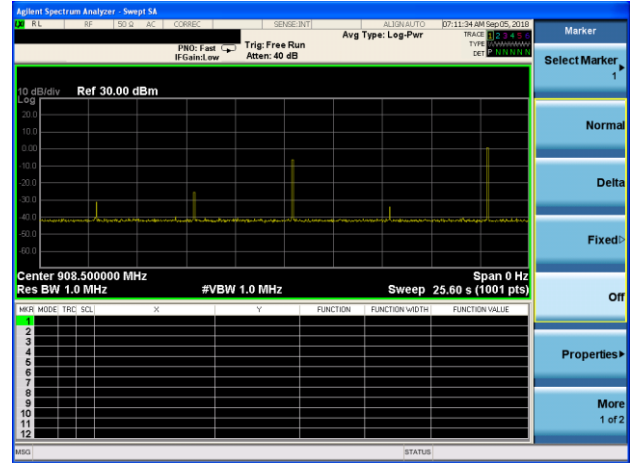 Agilent Spectrum Analyzer - Swept SA
RL RF 50 Ω AC CORREC SENSE:INT ALIGN AUTO 07:11:34 AM Sep 05, 2018
Marker
Avg Type: Log-Pwr
TRACE 1 2 3 4 5 6
PNO: Fast Trig: Free Run
TYPE
IFGain:Low Atten: 40 dB
DET P N N N N N
Select Marker
1
10 dB/div Ref 30.00 dBm
Log
20.0
10.0
0.00
-10.0
-20.0
-30.0
-40.0
-50.0
-60.0
Normal
Delta
Fixed
Off
Properties
More
1 of 2
Center 908.500000 MHz Span 0 Hz
Res BW 1.0 MHz #VBW 1.0 MHz Sweep 25.60 s (1001 pts)
MKR MODE TRC SCL X Y FUNCTION FUNCTION WIDTH FUNCTION VALUE
1
2
3
4
5
6
7
8
9
10
11
12
MSG STATUS